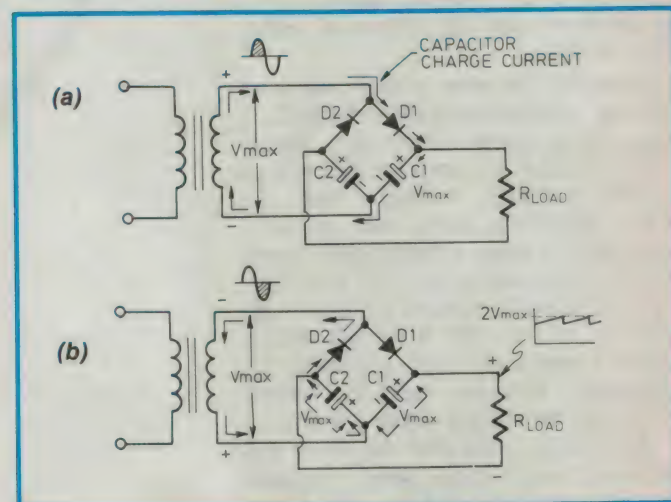 (a)
+
Vmax
−
CAPACITOR
CHARGE CURRENT
D2
D1
+
C2
−
+
C1
−
Vmax
RLOAD
(b)
−
Vmax
+
D2
D1
C2
−
+
Vmax
C1
+
−
Vmax
2Vmax
+
RLOAD
−